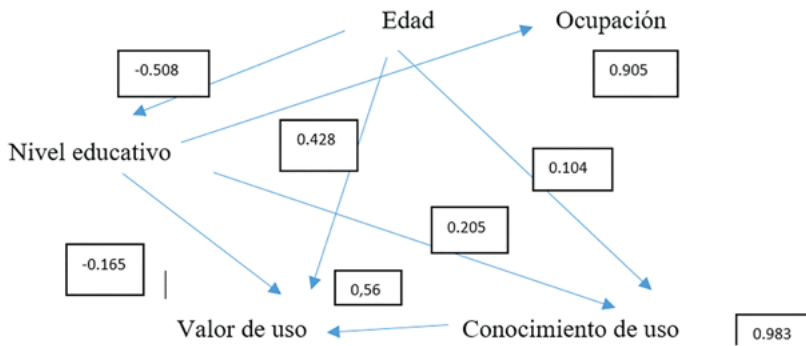 Edad
Ocupación
-0.508
0.905
Nivel educativo
0.428
0.104
0.205
-0.165
0,56
Valor de uso
Conocimiento de uso
0.983